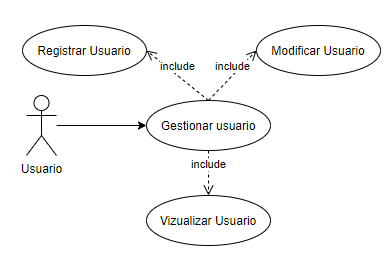 Registrar Usuario
Modificar Usuario
include
include
Gestionar usuario
Usuario
include
Vizualizar Usuario